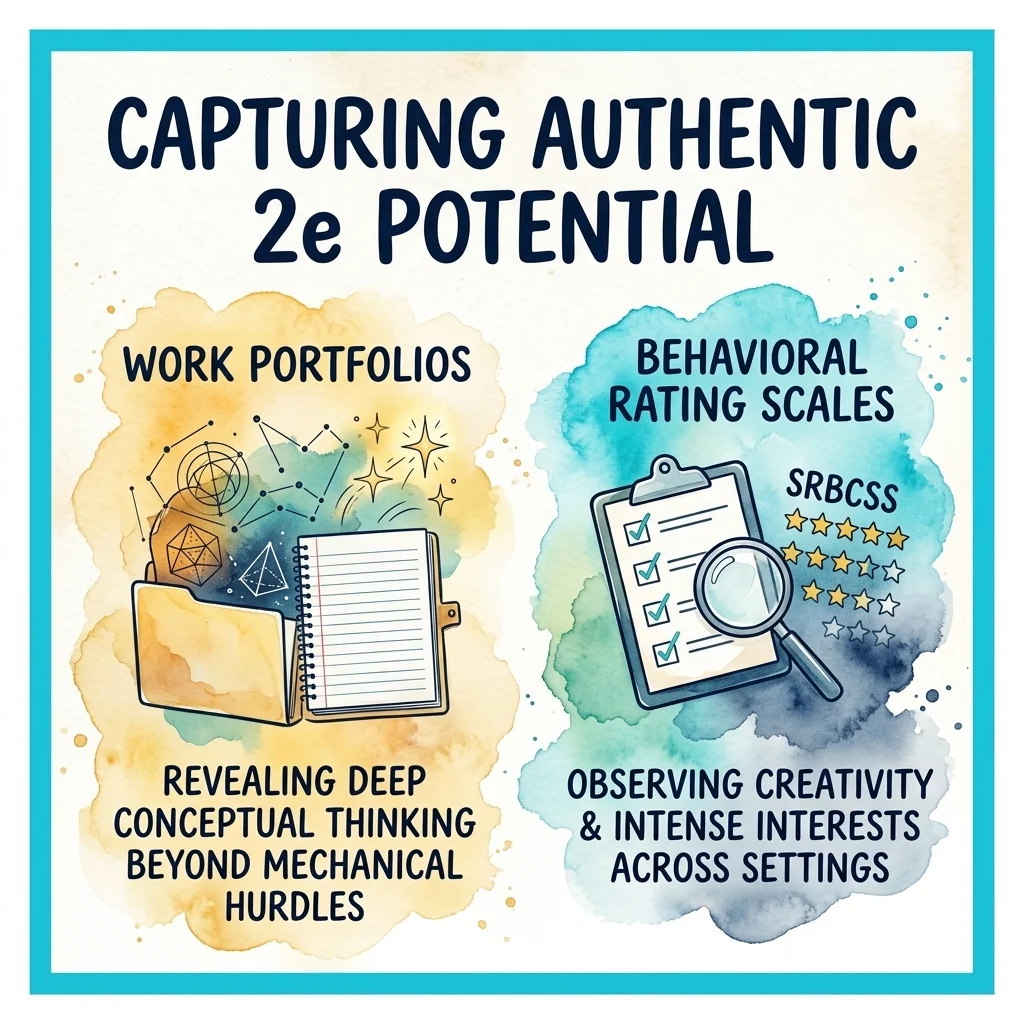 CAPTURING AUTHENTIC
2e POTENTIAL
WORK PORTFOLIOS
REVEALING DEEP
CONCEPTUAL THINKING
BEYOND MECHANICAL
HURDLES
BEHAVIORAL
RATING SCALES
SRBCSS
OBSERVING CREATIVITY
& INTENSE INTERESTS
ACROSS SETTINGS